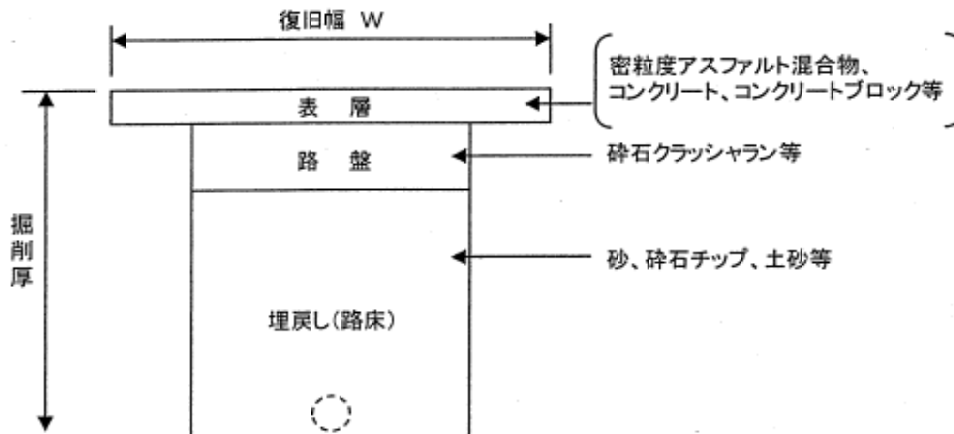 復旧幅 W
密粒度アスファルト混合物、
コンクリート、コンクリートブロック等
表 層
路 盤
砕石クラッシャラン等
掘削厚
砂、砕石チップ、土砂等
埋戻し(路床)